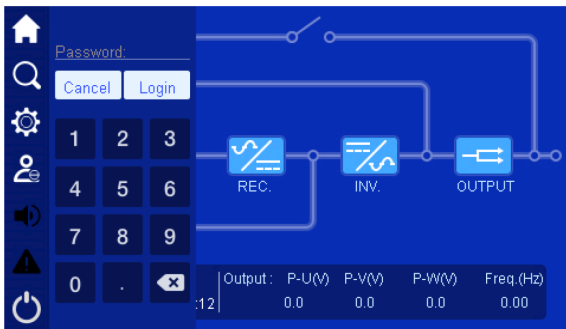 Password:
Cancel Login
1 2 3
4 5 6
7 8 9
0 .
REC. INV. OUTPUT
Output : P-U(V) P-V(V) P-W(V) Freq.(Hz)
:12 0.0 0.0 0.0 0.00